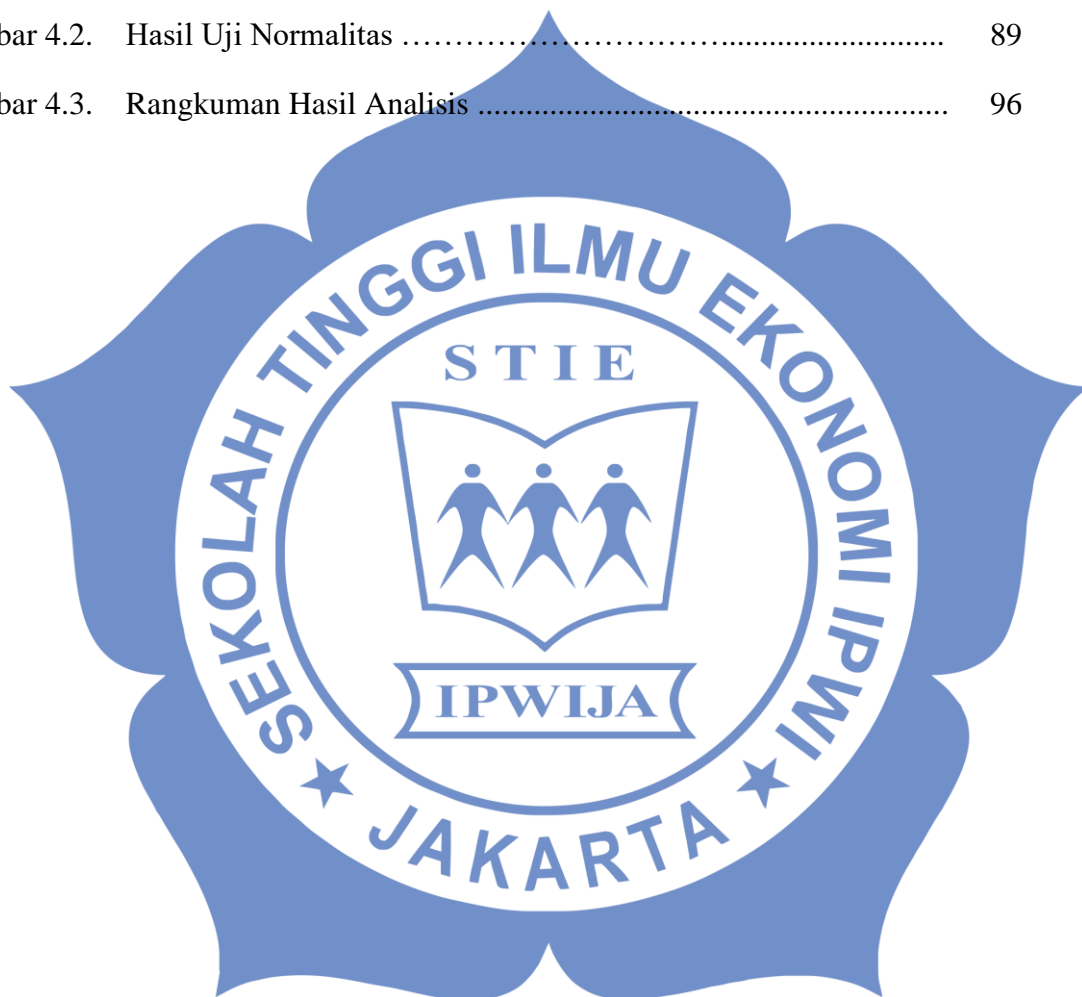 bar 4.2. Hasil Uji Normalitas ……………………………........................... 89
bar 4.3. Rangkuman Hasil Analisis ......................................................... 96
SEKOLAH TINGGI ILMU EKONOMI IPWI
STIE
IPWIJA
★ JAKARTA ★